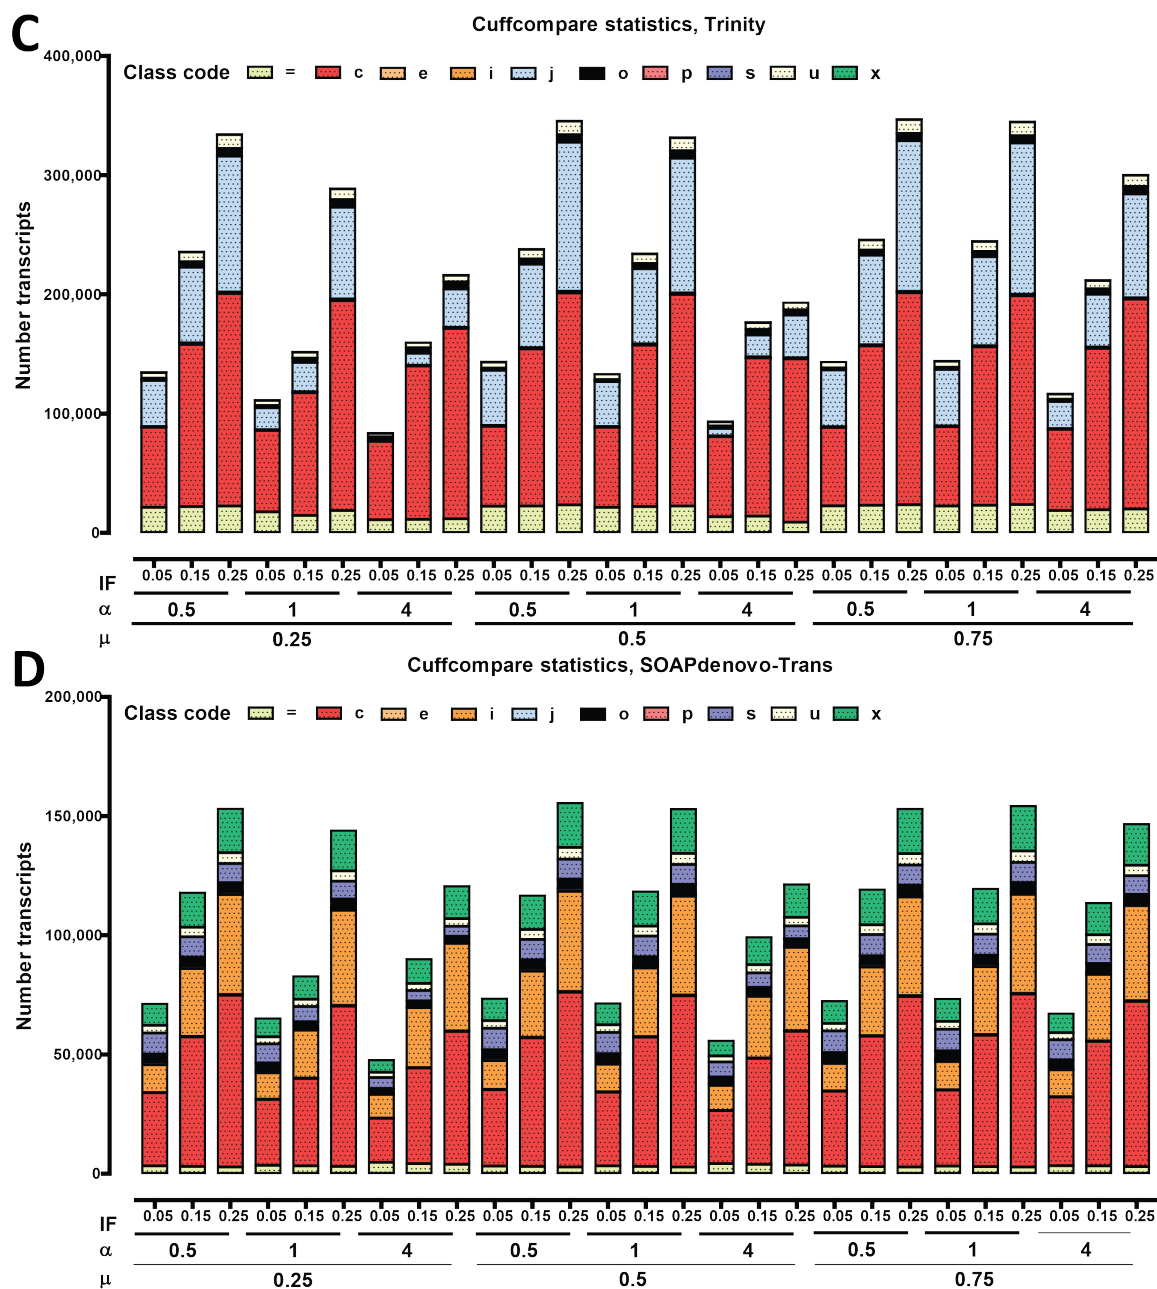 C
Cuffcompare statistics, Trinity
400,000
Class code = c e i j o p s u x
300,000
200,000
100,000
0
Number transcripts
0.05 0.15 0.25 0.05 0.15 0.25 0.05 0.15 0.25 0.05 0.15 0.25 0.05 0.15 0.25 0.05 0.15 0.25 0.05 0.15 0.25 0.05 0.15 0.25 0.05 0.15 0.25
IF
α 0.5 1 4 0.5 1 4 0.5 1 4
μ 0.25 0.5 0.75
D
Cuffcompare statistics, SOAPdenovo-Trans
200,000
Class code = c e i j o p s u x
150,000
100,000
50,000
0
Number transcripts
0.05 0.15 0.25 0.05 0.15 0.25 0.05 0.15 0.25 0.05 0.15 0.25 0.05 0.15 0.25 0.05 0.15 0.25 0.05 0.15 0.25 0.05 0.15 0.25 0.05 0.15 0.25
IF
α 0.5 1 4 0.5 1 4 0.5 1 4
μ 0.25 0.5 0.75